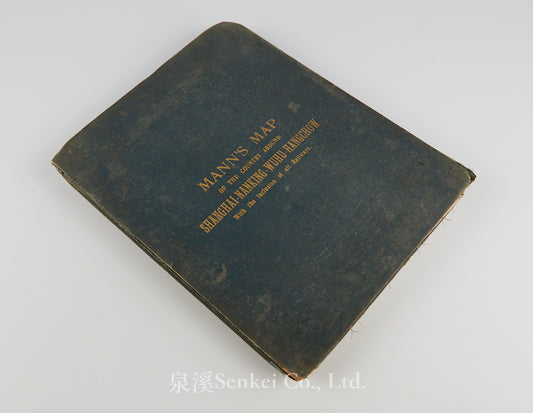 MANN'S MAP
OF THE COUNTRY AROUND
SHANGHAI-NANKING-WUHU-HANGCHOW
With the inclusion of all Railways.
泉溪Senkei Co., Ltd.